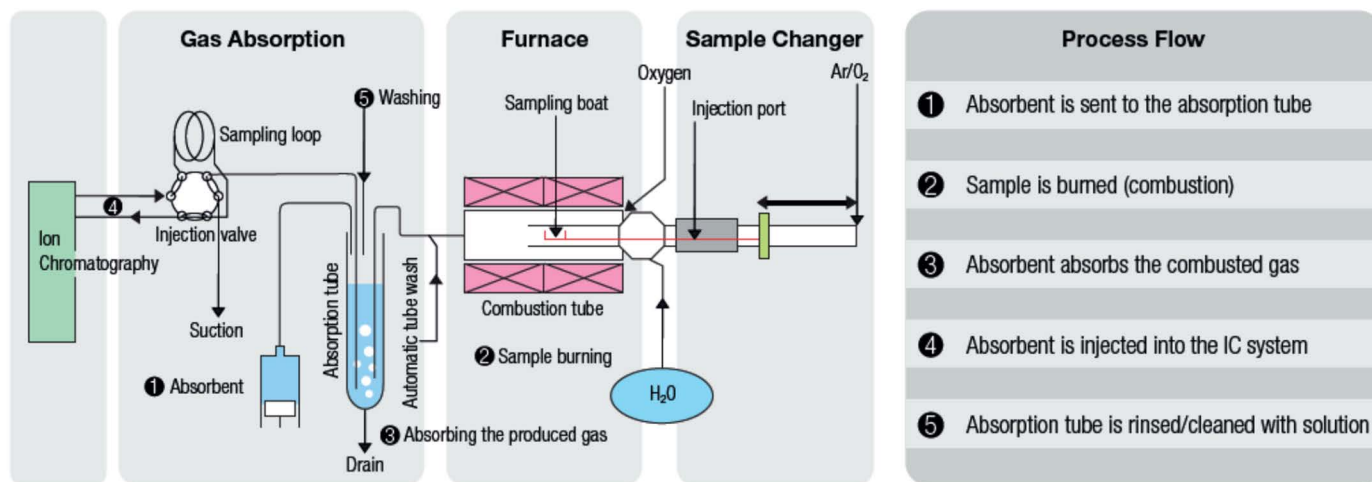 Gas Absorption
Furnace
Sample Changer
Process Flow
Oxygen
Ar/O₂
❺ Washing
Sampling boat
Injection port
Sampling loop
❹
Injection valve
Ion
Chromatography
Suction
Absorption tube
Automatic tube wash
Combustion tube
❷ Sample burning
❶ Absorbent
H₂O
❸ Absorbing the produced gas
Drain
❶ Absorbent is sent to the absorption tube
❷ Sample is burned (combustion)
❸ Absorbent absorbs the combusted gas
❹ Absorbent is injected into the IC system
❺ Absorption tube is rinsed/cleaned with solution